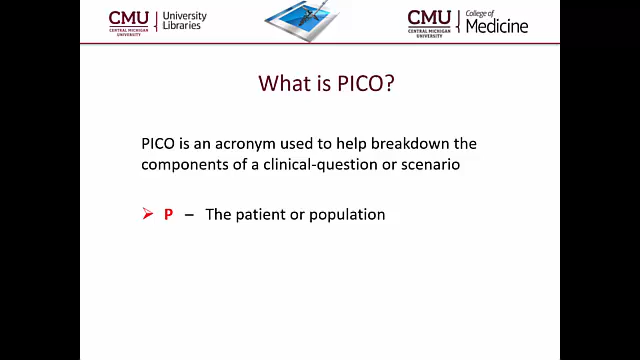 CMU
CENTRAL MICHIGAN
UNIVERSITY
University
Libraries
CMU
CENTRAL MICHIGAN
UNIVERSITY
College of
Medicine
What is PICO?
PICO is an acronym used to help breakdown the
components of a clinical-question or scenario
➢ P – The patient or population